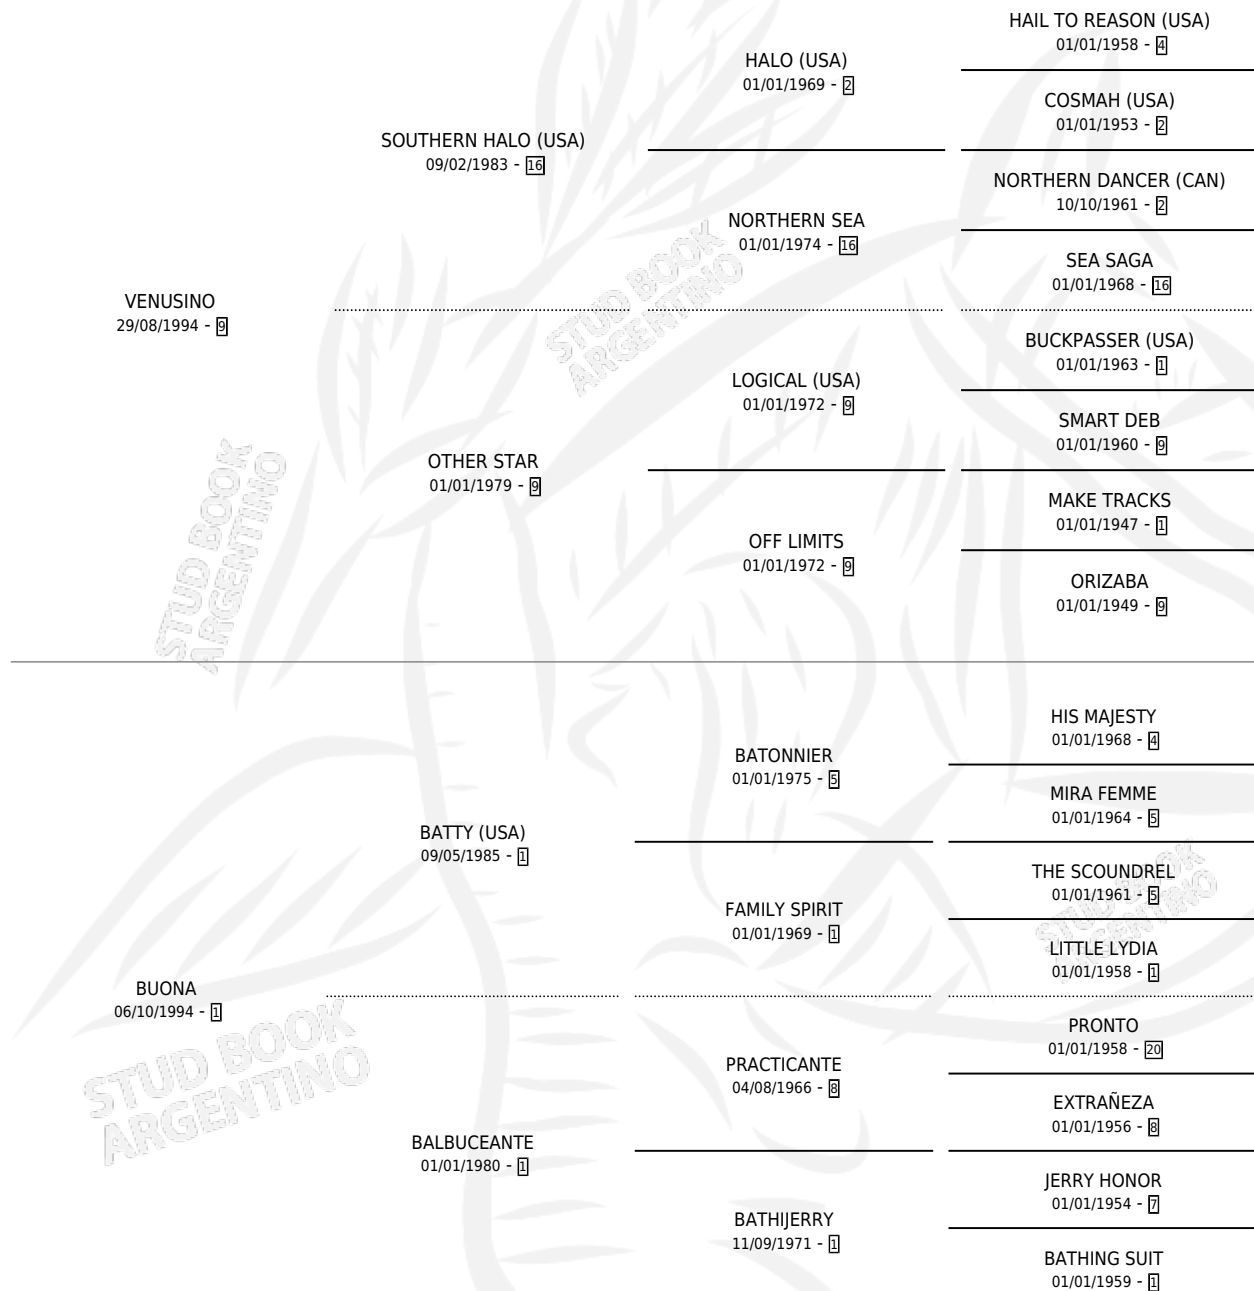 HAIL TO REASON (USA)
01/01/1958 - 4
HALO (USA)
01/01/1969 - 2
COSMAH (USA)
01/01/1953 - 2
SOUTHERN HALO (USA)
09/02/1983 - 16
NORTHERN DANCER (CAN)
10/10/1961 - 2
NORTHERN SEA
01/01/1974 - 16
SEA SAGA
01/01/1968 - 16
VENUSINO
29/08/1994 - 9
STUD BOOK
ARGENTINO
BUCKPASSER (USA)
01/01/1963 - 1
LOGICAL (USA)
01/01/1972 - 9
SMART DEB
01/01/1960 - 9
OTHER STAR
01/01/1979 - 9
MAKE TRACKS
01/01/1947 - 1
OFF LIMITS
01/01/1972 - 9
ORIZABA
01/01/1949 - 9
STUD BOOK
ARGENTINO
HIS MAJESTY
01/01/1968 - 4
BATONNIER
01/01/1975 - 5
MIRA FEMME
01/01/1964 - 5
BATTY (USA)
09/05/1985 - 1
THE SCOUNDREL
01/01/1961 - 5
FAMILY SPIRIT
01/01/1969 - 1
STUD BOOK
ARGENTINO
LITTLE LYDIA
01/01/1958 - 1
BUONA
06/10/1994 - 1
PRONTO
01/01/1958 - 20
PRACTICANTE
04/08/1966 - 8
EXTRAÑEZA
01/01/1956 - 8
STUD BOOK
ARGENTINO
BALBUCEANTE
01/01/1980 - 1
JERRY HONOR
01/01/1954 - 7
BATHIJERRY
11/09/1971 - 1
BATHING SUIT
01/01/1959 - 1